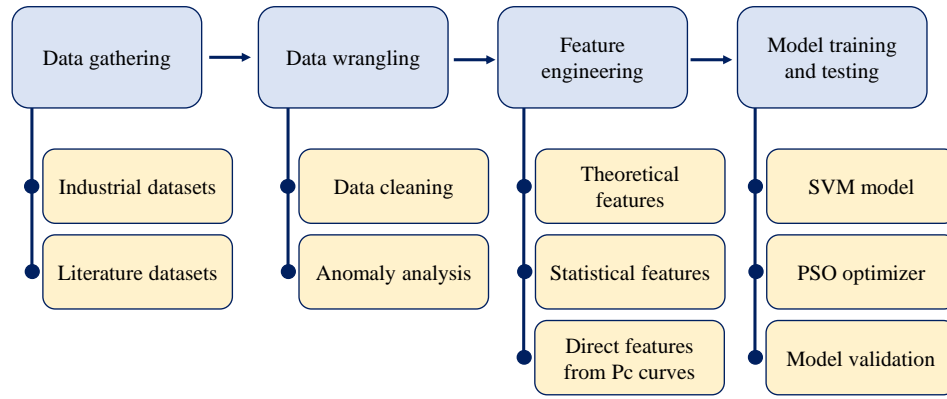 Data gathering
Data wrangling
Feature
engineering
Model training
and testing
Industrial datasets
Literature datasets
Data cleaning
Anomaly analysis
Theoretical
features
Statistical features
Direct features
from Pc curves
SVM model
PSO optimizer
Model validation